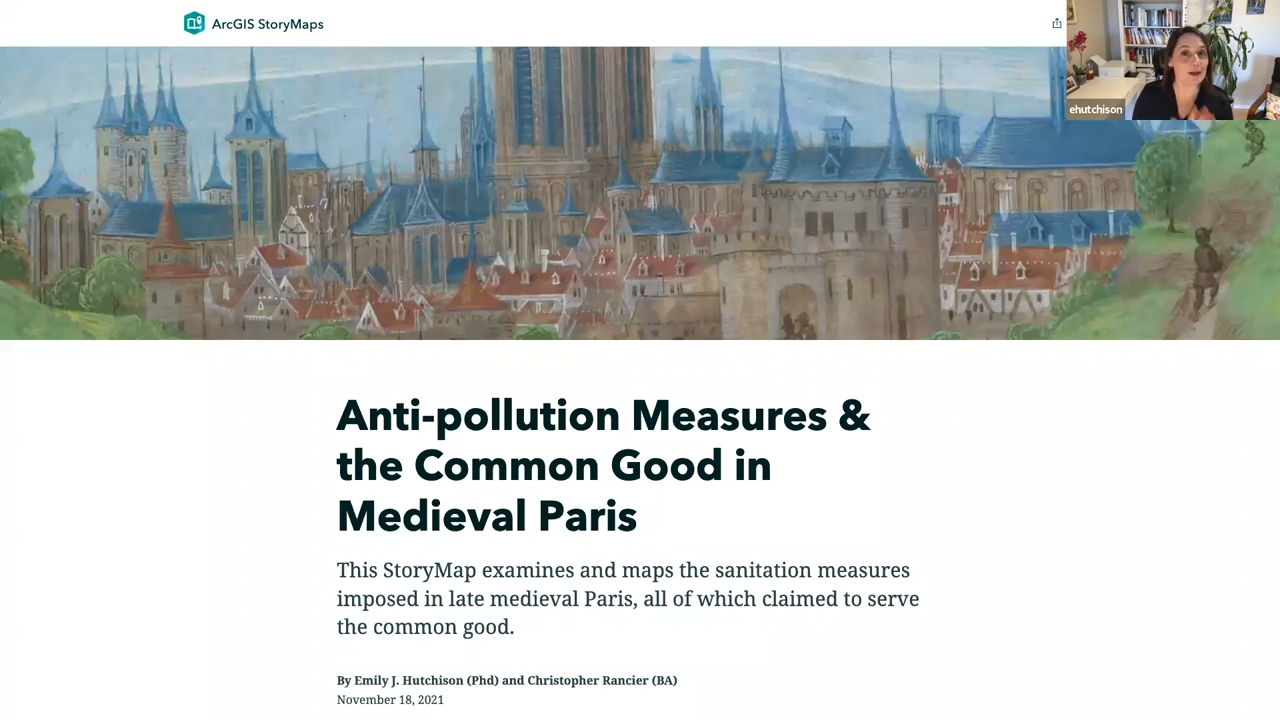 ArcGIS StoryMaps
ehutchison
Anti-pollution Measures &
the Common Good in
Medieval Paris
This StoryMap examines and maps the sanitation measures
imposed in late medieval Paris, all of which claimed to serve
the common good.
By Emily J. Hutchison (Phd) and Christopher Rancier (BA)
November 18, 2021